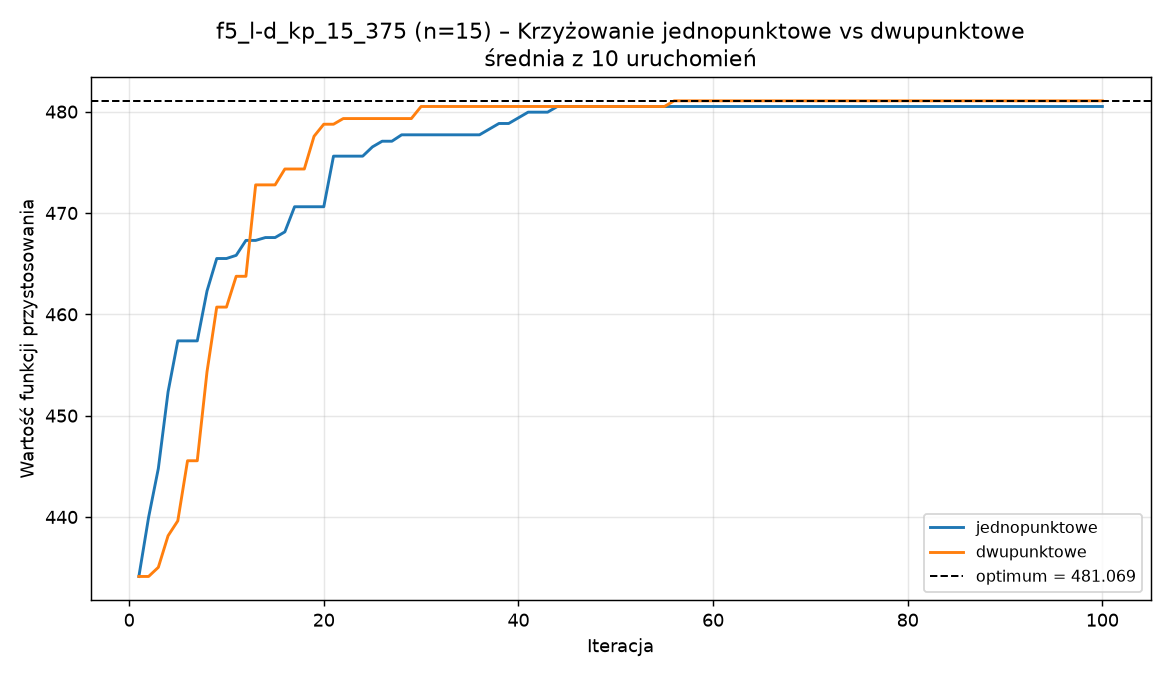 f5_l-d_kp_15_375 (n=15) – Krzyżowanie jednopunktowe vs dwupunktowe
średnia z 10 uruchomień
Wartość funkcji przystosowania
480
470
460
450
440
0
20
40
60
80
100
Iteracja
jednopunktowe
dwupunktowe
optimum = 481.069